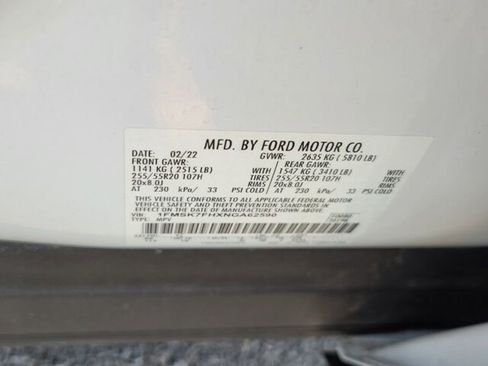 MFD. BY FORD MOTOR CO.
DATE: 02/22 GVWR: 2635 KG ( 5810 LB)
FRONT GAWR: REAR GAWR:
1141 KG ( 2515 LB) WITH 1547 KG ( 3410 LB) WITH
255/55R20 107H TIRES 255/55R20 107H TIRES
20x8.0J RIMS 20x8.0J RIMS
AT 230 kPa/ 33 PSI COLD AT 230 kPa/ 33 PSI COLD
THIS VEHICLE CONFORMS TO ALL APPLICABLE FEDERAL MOTOR
VEHICLE SAFETY AND THEFT PREVENTION STANDARDS IN EFFECT ON THE
DATE OF MANUFACTURE SHOWN ABOVE.
VIN: 1FMSK7FHXNGA62590
TYPE: MPV